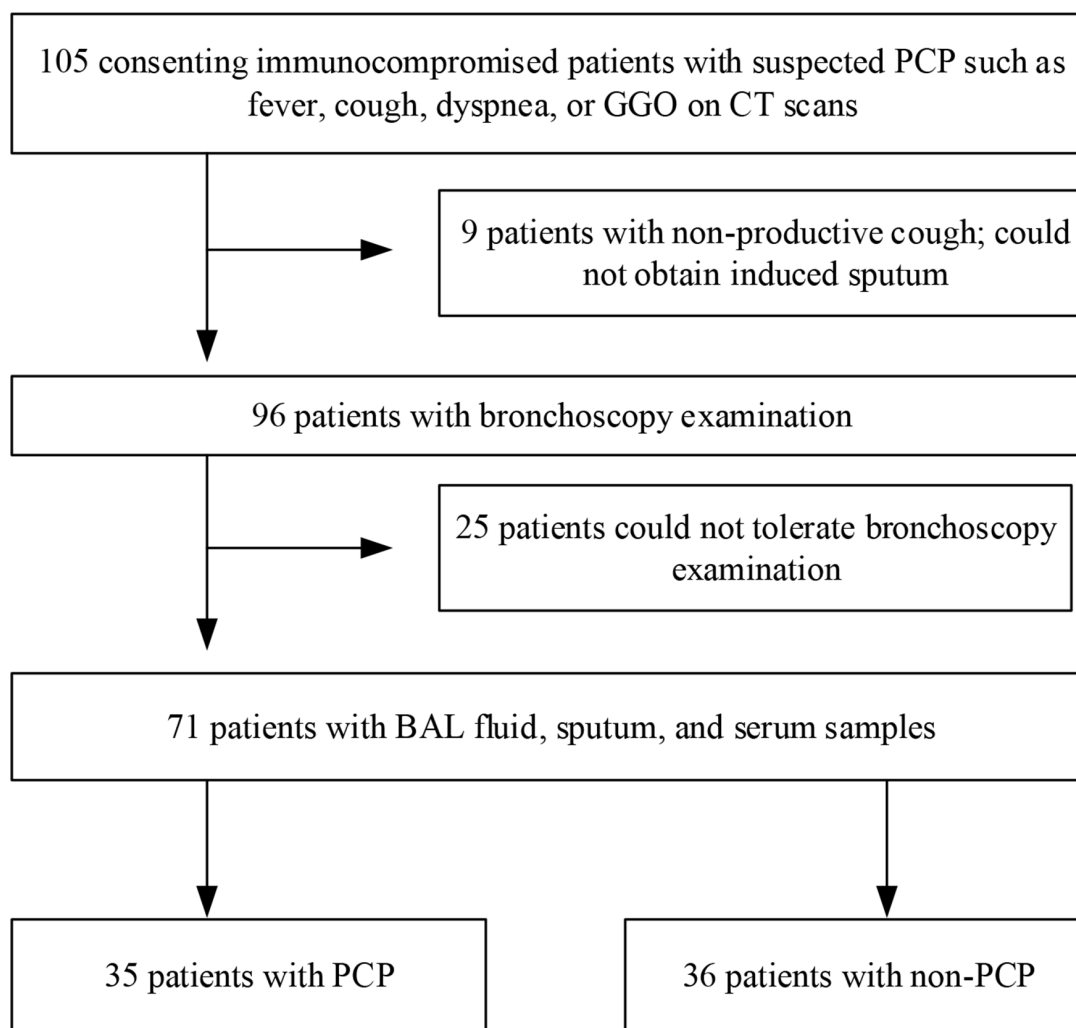 105 consenting immunocompromised patients with suspected PCP such as
fever, cough, dyspnea, or GGO on CT scans
9 patients with non-productive cough; could
not obtain induced sputum
96 patients with bronchoscopy examination
25 patients could not tolerate bronchoscopy
examination
71 patients with BAL fluid, sputum, and serum samples
35 patients with PCP
36 patients with non-PCP